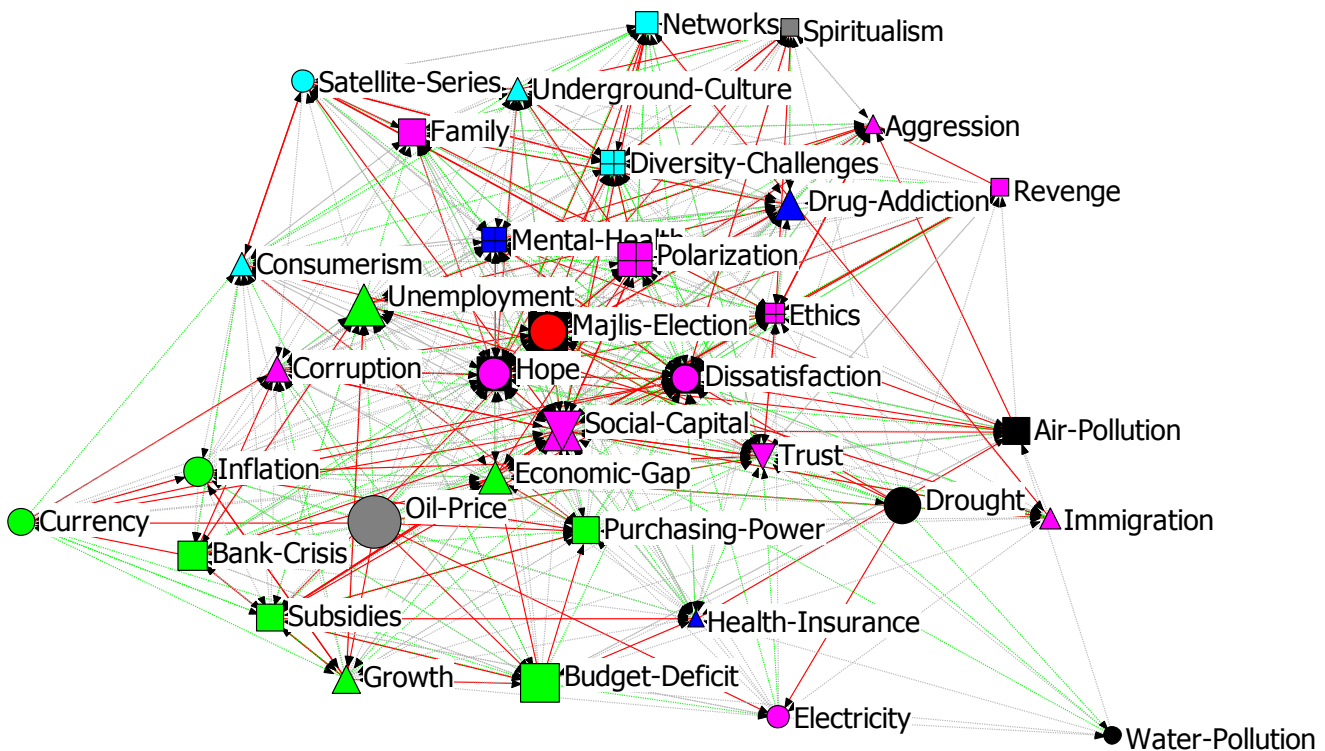 Networks
Spiritualism
Satellite-Series
Underground-Culture
Family
Aggression
Diversity-Challenges
Revenge
Drug-Addiction
Mental-Health
Polarization
Consumerism
Unemployment
Ethics
Majlis-Election
Corruption
Hope
Dissatisfaction
Social-Capital
Air-Pollution
Trust
Inflation
Economic-Gap
Drought
Oil-Price
Currency
Immigration
Purchasing-Power
Bank-Crisis
Subsidies
Health-Insurance
Growth
Budget-Deficit
Electricity
Water-Pollution